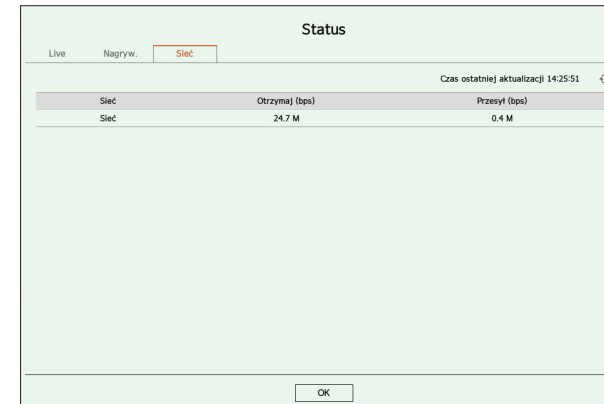 Status
Live Nagryw. Sieć
Czas ostatniej aktualizacji 14:25:51
Sieć Otrzymaj (bps) Przesył (bps)
Sieć 24.7 M 0.4 M
OK